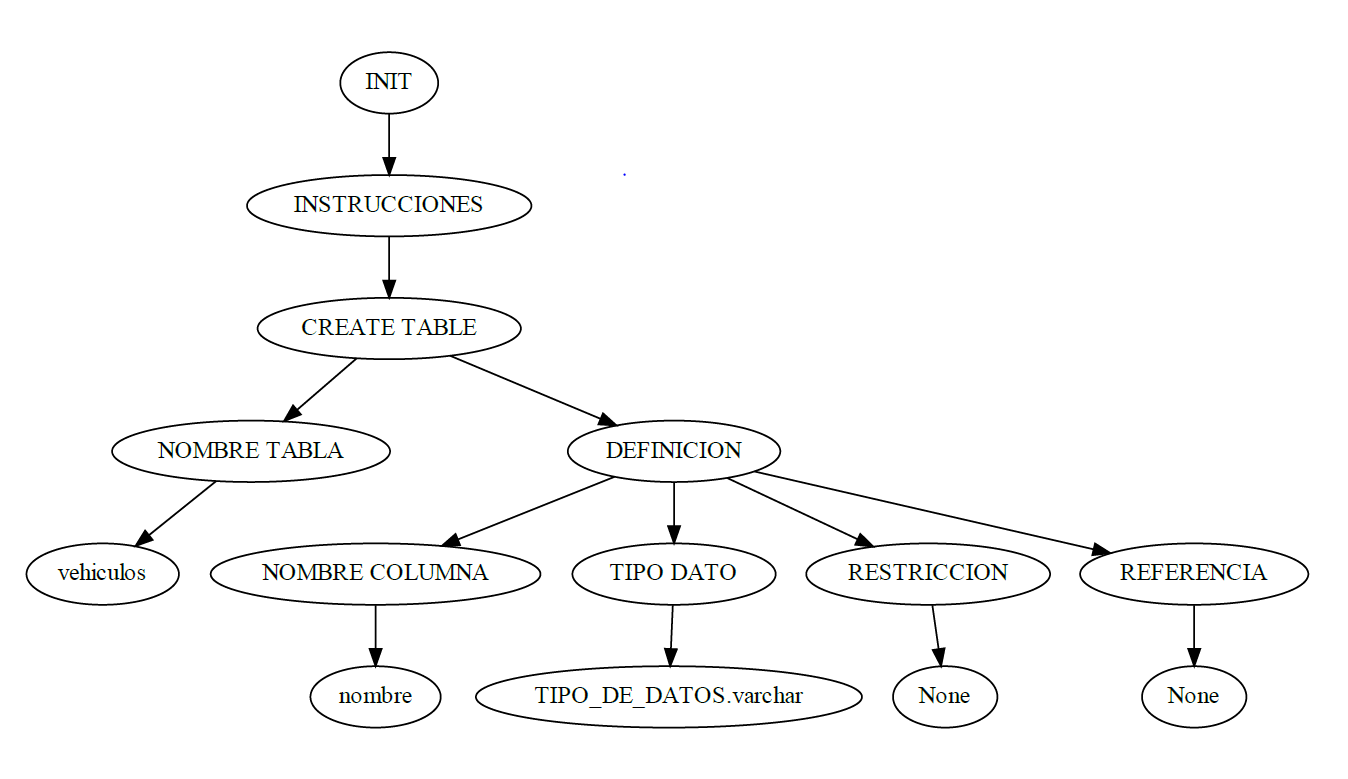 INIT
INSTRUCCIONES
CREATE TABLE
NOMBRE TABLA
DEFINICION
vehiculos
NOMBRE COLUMNA
TIPO DATO
RESTRICCION
REFERENCIA
nombre
TIPO_DE_DATOS.varchar
None
None